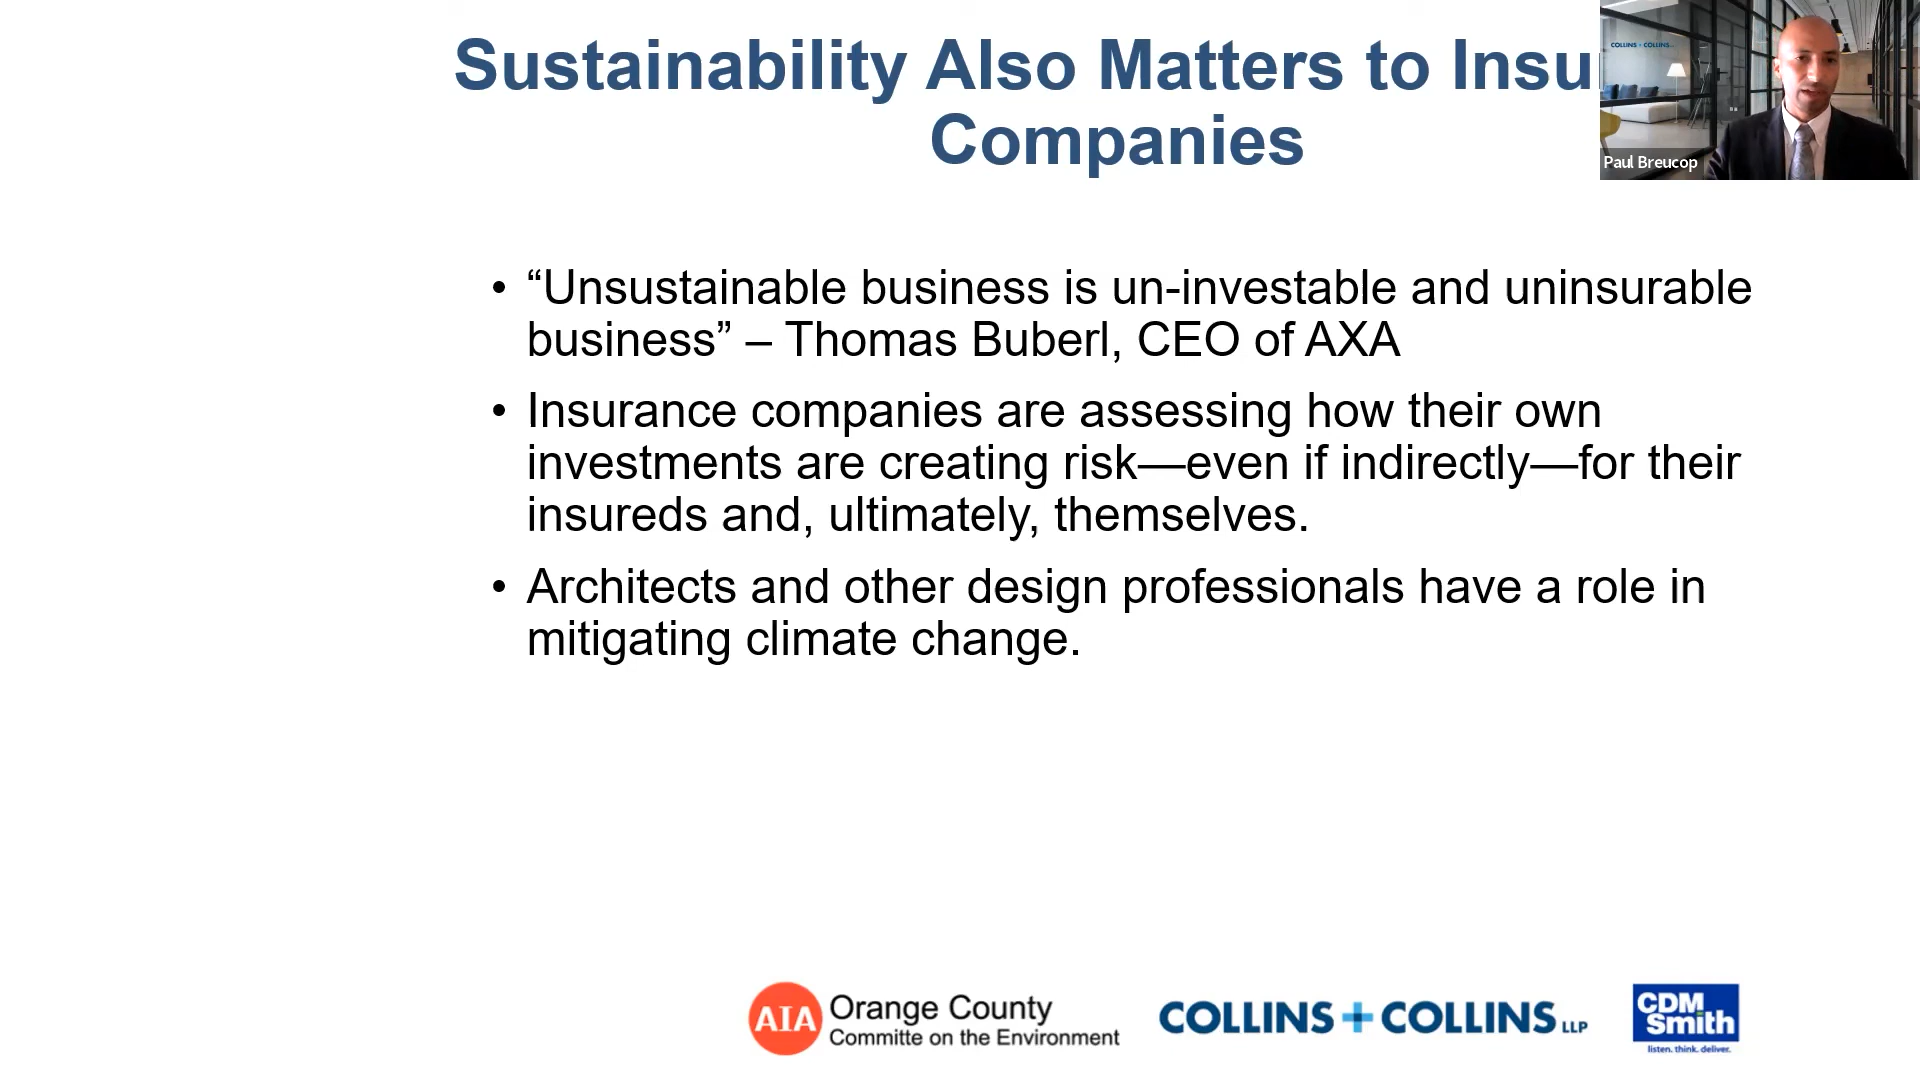 Sustainability Also Matters to Insu
Companies
COLLINS + COLLINS
Paul Breucop
• “Unsustainable business is un-investable and uninsurable
business” – Thomas Buberl, CEO of AXA
• Insurance companies are assessing how their own
investments are creating risk—even if indirectly—for their
insureds and, ultimately, themselves.
• Architects and other design professionals have a role in
mitigating climate change.
AIA Orange County
Committe on the Environment
COLLINS + COLLINS LLP
CDM
Smith
listen. think. deliver.